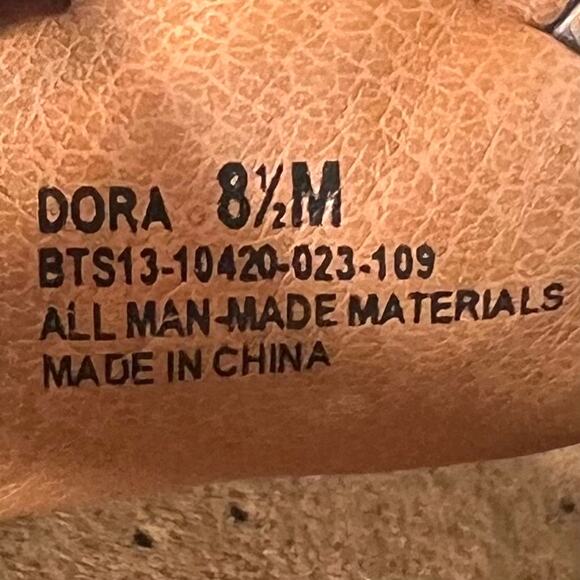 DORA 8½M
BTS13-10420-023-109
ALL MAN-MADE MATERIALS
MADE IN CHINA